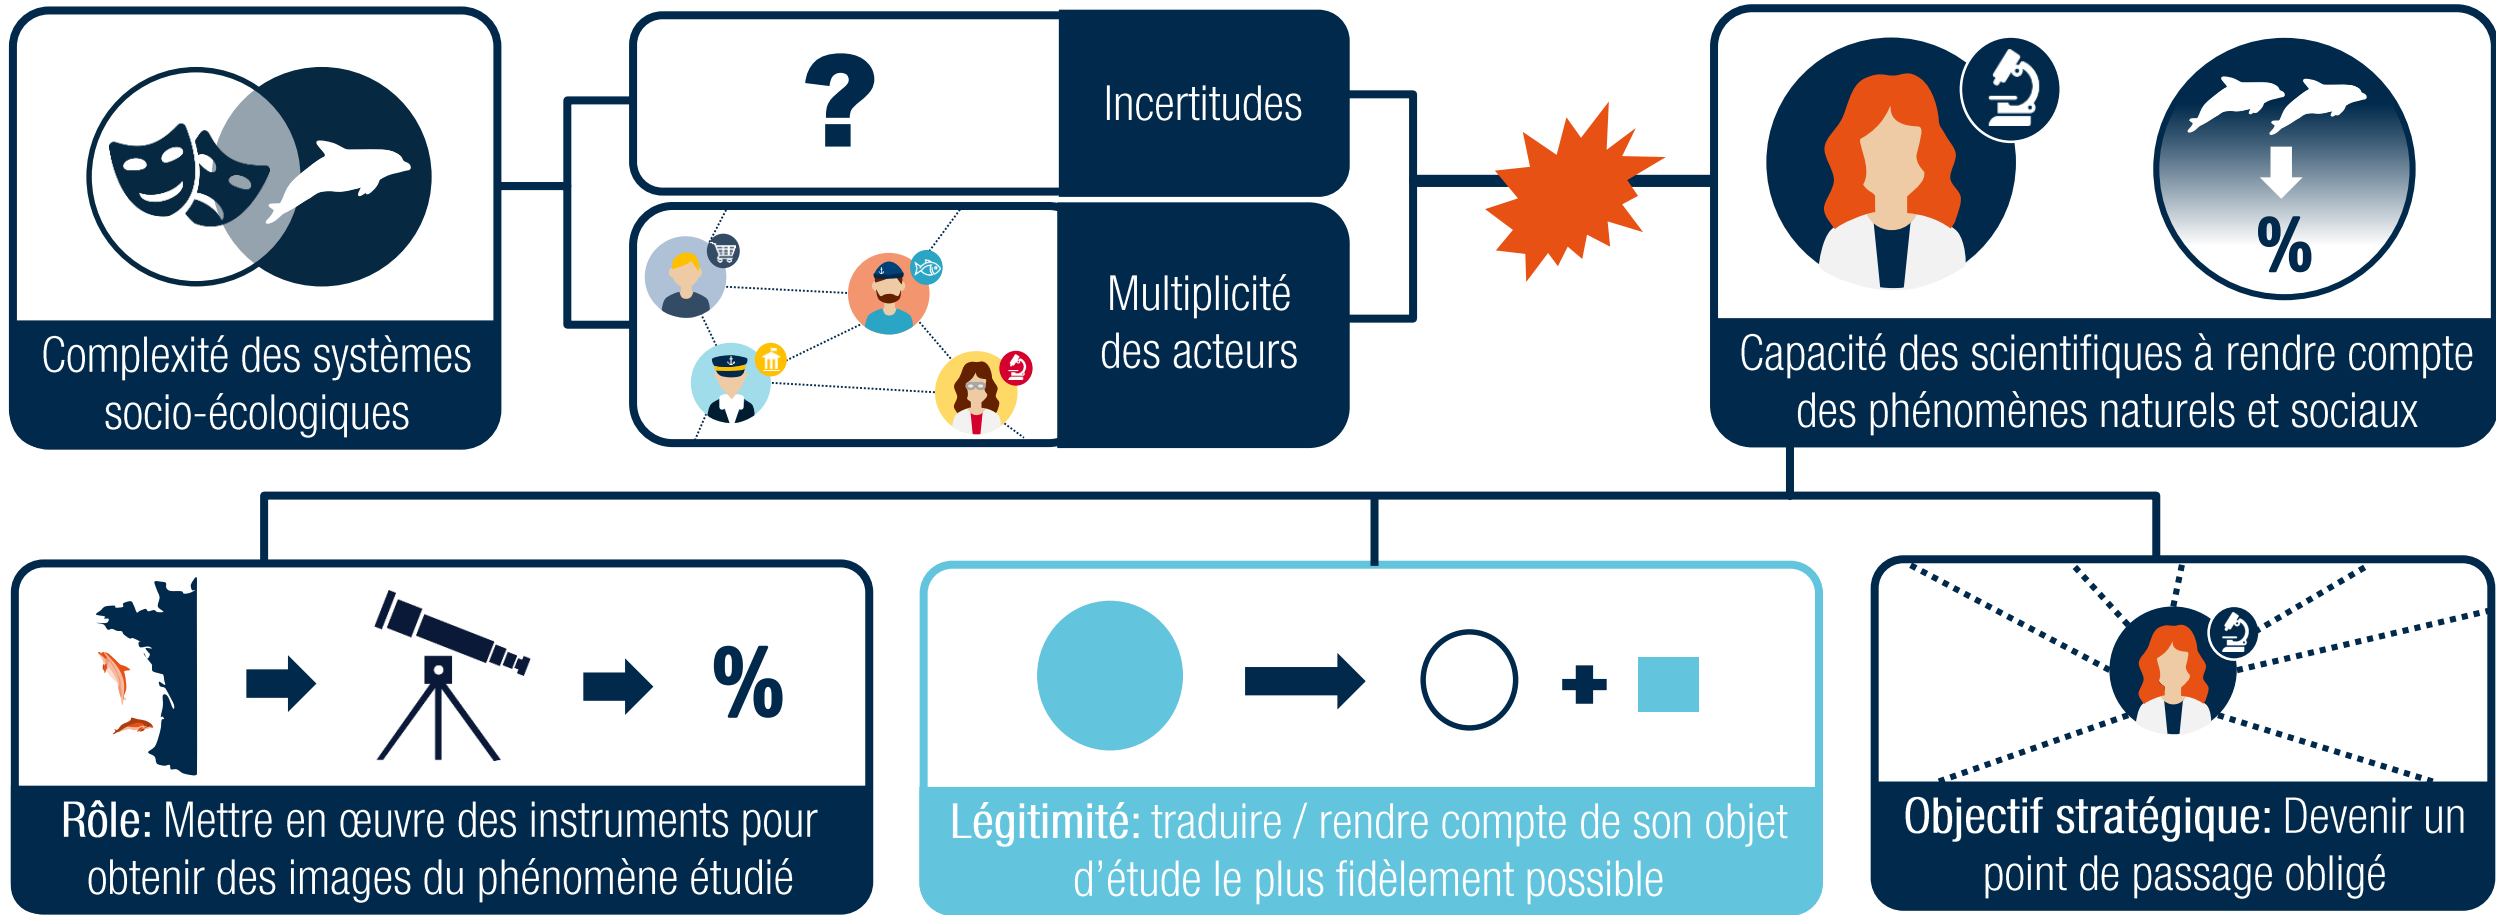 ?
Incertitudes
%
Complexité des systèmes
socio-écologiques
Multiplicité
des acteurs
Capacité des scientifiques à rendre compte
des phénomènes naturels et sociaux
%
Rôle: Mettre en œuvre des instruments pour
obtenir des images du phénomène étudié
Légitimité: traduire / rendre compte de son objet
d'étude le plus fidèlement possible
Objectif stratégique: Devenir un
point de passage obligé